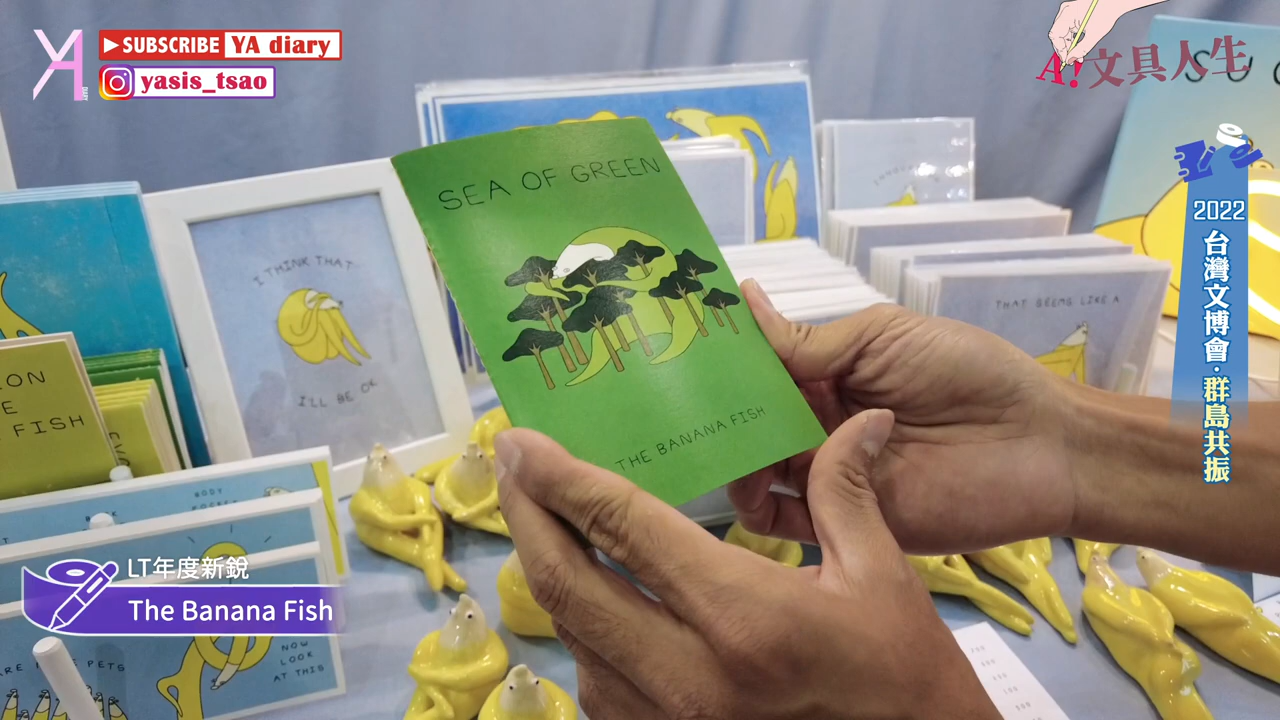 YA
SUBSCRIBE YA diary
yasis_tsao
A!文具人生
2022
台灣文博會·群島共振
SEA OF GREEN
THE BANANA FISH
I THINK THAT...
I'LL BE OK
THAT SEEMS LIKE A
FISH
BODY
LT年度新銳
The Banana Fish
NOW
LOOK
AT THIS
PETS